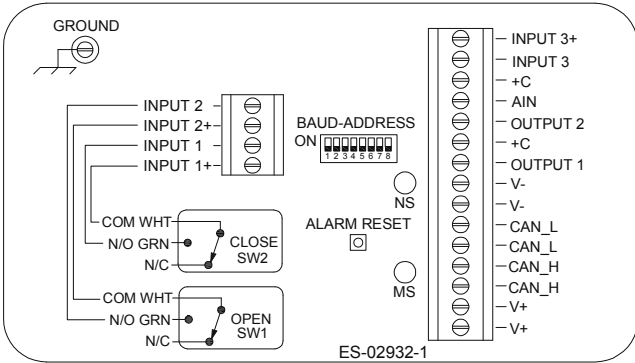 GROUND
INPUT 2
INPUT 2+
INPUT 1
INPUT 1+
BAUD-ADDRESS
ON
1 2 3 4 5 6 7 8
NS
ALARM RESET
MS
COM WHT
N/O GRN
N/C
CLOSE
SW2
COM WHT
N/O GRN
N/C
OPEN
SW1
INPUT 3+
INPUT 3
+C
AIN
OUTPUT 2
+C
OUTPUT 1
V-
V-
CAN_L
CAN_L
CAN_H
CAN_H
V+
V+
ES-02932-1